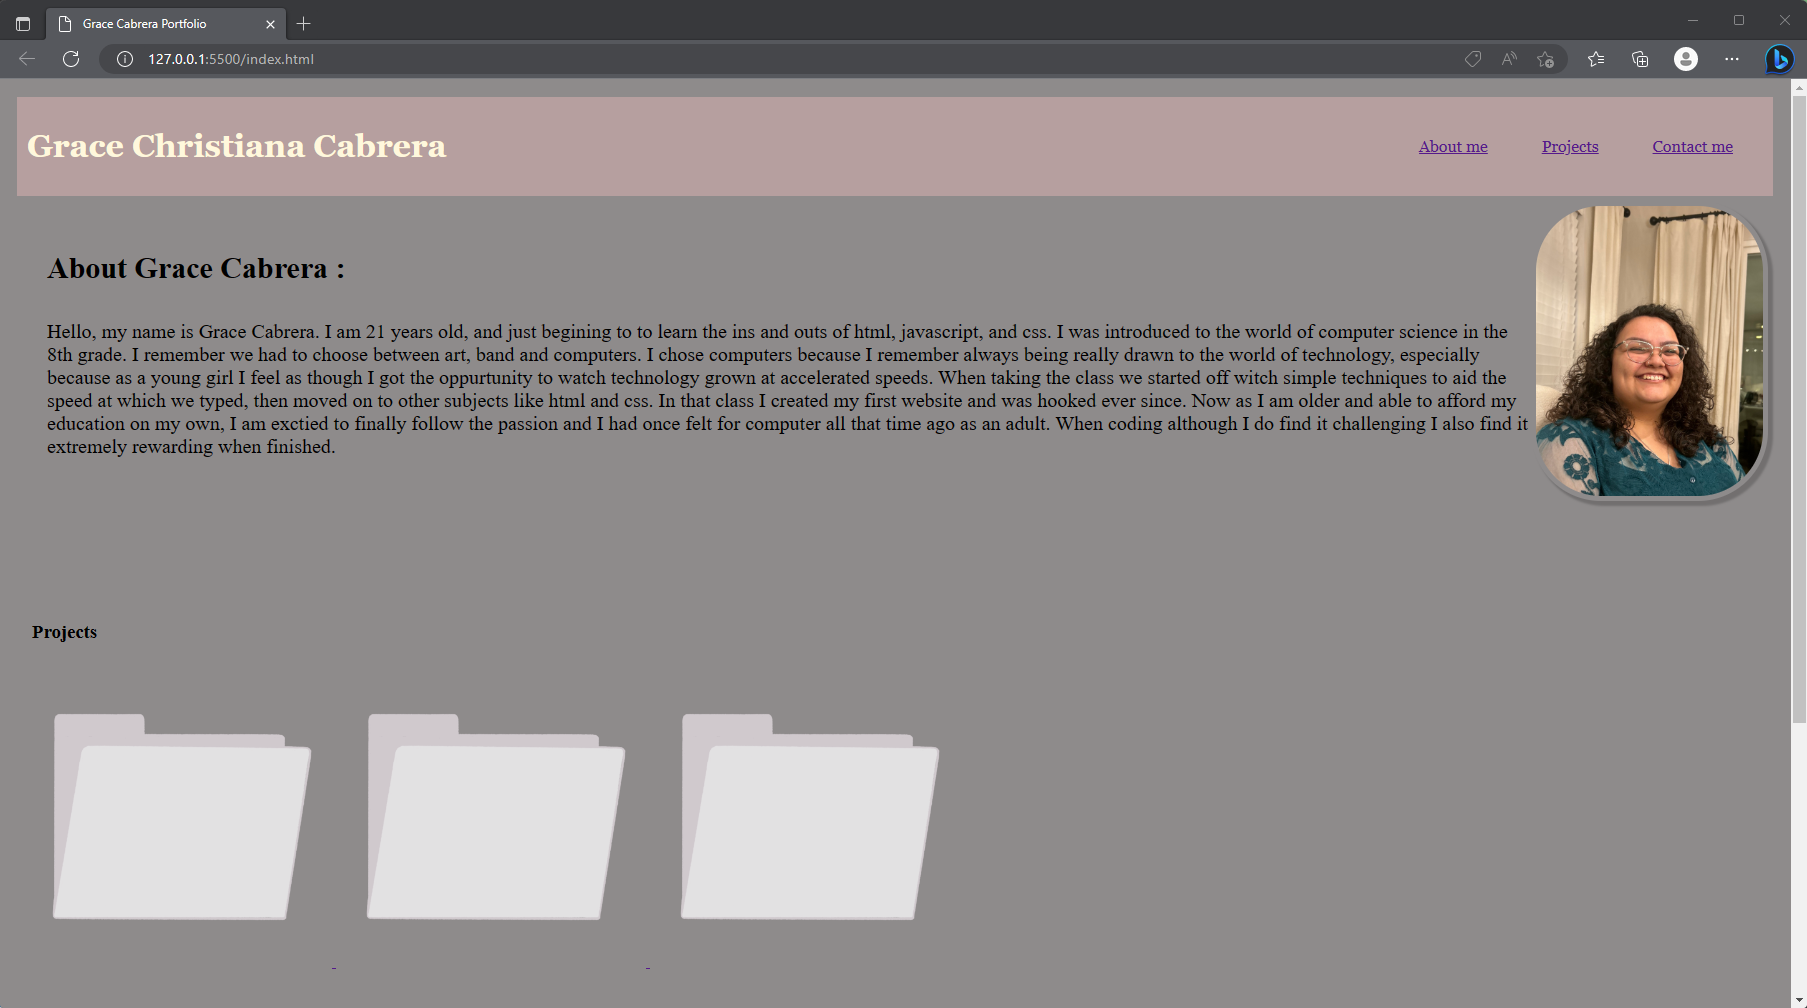 Grace Cabrera Portfolio
127.0.0.1:5500/index.html
Grace Christiana Cabrera
About me Projects Contact me
About Grace Cabrera :
Hello, my name is Grace Cabrera. I am 21 years old, and just begining to to learn the ins and outs of html, javascript, and css. I was introduced to the world of computer science in the
8th grade. I remember we had to choose between art, band and computers. I chose computers because I remember always being really drawn to the world of technology, especially
because as a young girl I feel as though I got the oppurtunity to watch technology grown at accelerated speeds. When taking the class we started off witch simple techniques to aid the
speed at which we typed, then moved on to other subjects like html and css. In that class I created my first website and was hooked ever since. Now as I am older and able to afford my
education on my own, I am exctied to finally follow the passion and I had once felt for computer all that time ago as an adult. When coding although I do find it challenging I also find it
extremely rewarding when finished.
Projects